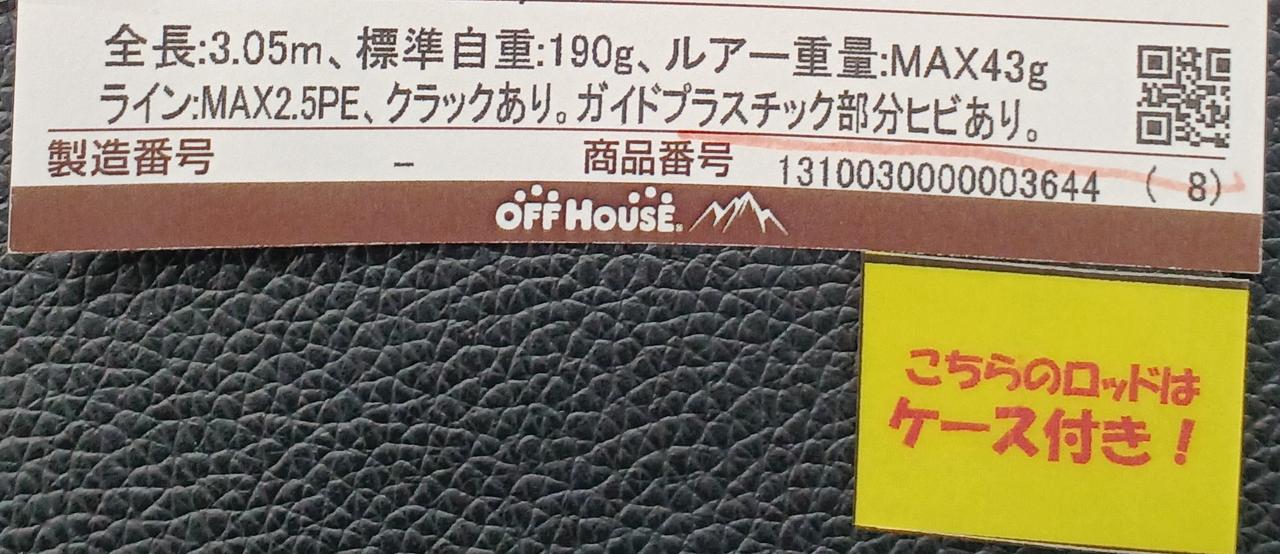 全長:3.05m、標準自重:190g、ルアー重量:MAX43g
ライン:MAX2.5PE、クラックあり。ガイドプラスチック部分ヒビあり。
製造番号 － 商品番号 1310030000003644 ( 8)
OFF HOUSE
こちらのロッドは
ケース付き！